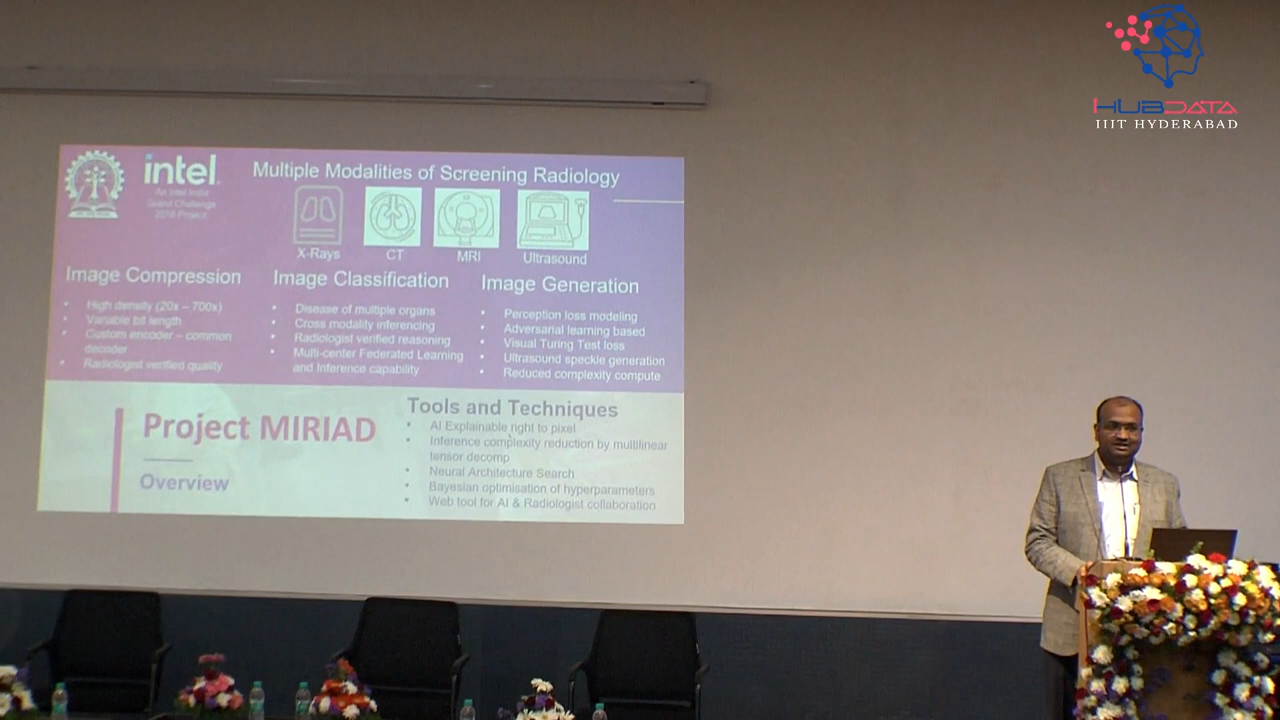 iHUBDATA
IIIT HYDERABAD
intel
An Intel India
Grand Challenge
2016 Project
Multiple Modalities of Screening Radiology
X-Rays
CT
MRI
Ultrasound
Image Compression
• High density (20x – 700x)
• Variable bit length
• Custom encoder – common
decoder
• Radiologist verified quality
Image Classification
• Disease of multiple organs
• Cross modality inferencing
• Radiologist verified reasoning
• Multi-center Federated Learning
and Inference capability
Image Generation
• Perception loss modeling
• Adversarial learning based
• Visual Turing Test loss
• Ultrasound speckle generation
• Reduced complexity compute
Project MIRIAD
Overview
Tools and Techniques
• AI Explainable right to pixel
• Inference complexity reduction by multilinear
tensor decomp
• Neural Architecture Search
• Bayesian optimisation of hyperparameters
• Web tool for AI & Radiologist collaboration